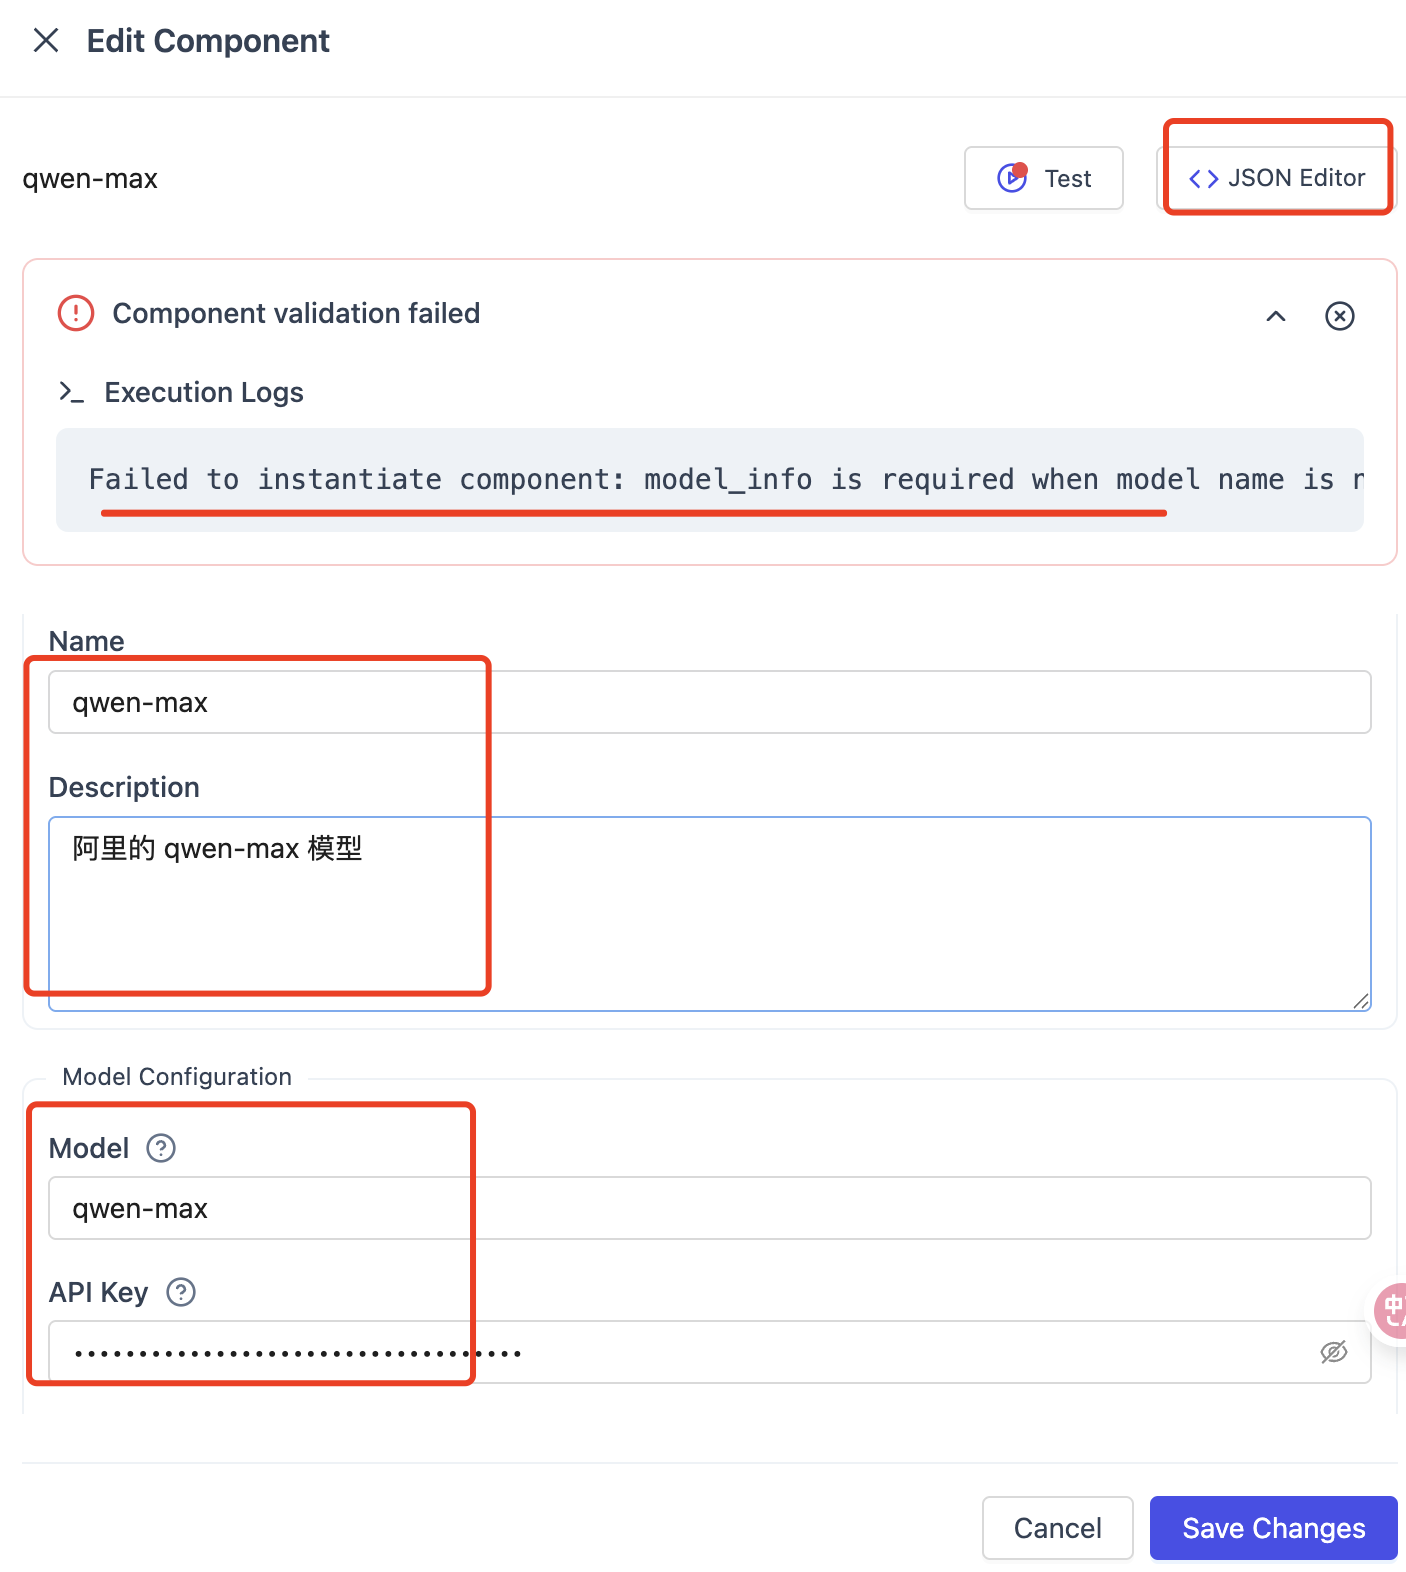 Edit Component
qwen-max
Test
<> JSON Editor
Component validation failed
>_ Execution Logs
Failed to instantiate component: model_info is required when model name is
Name
qwen-max
Description
阿里的 qwen-max 模型
Model Configuration
Model
qwen-max
API Key
••••••••••••••••••••••••••••••
Cancel
Save Changes